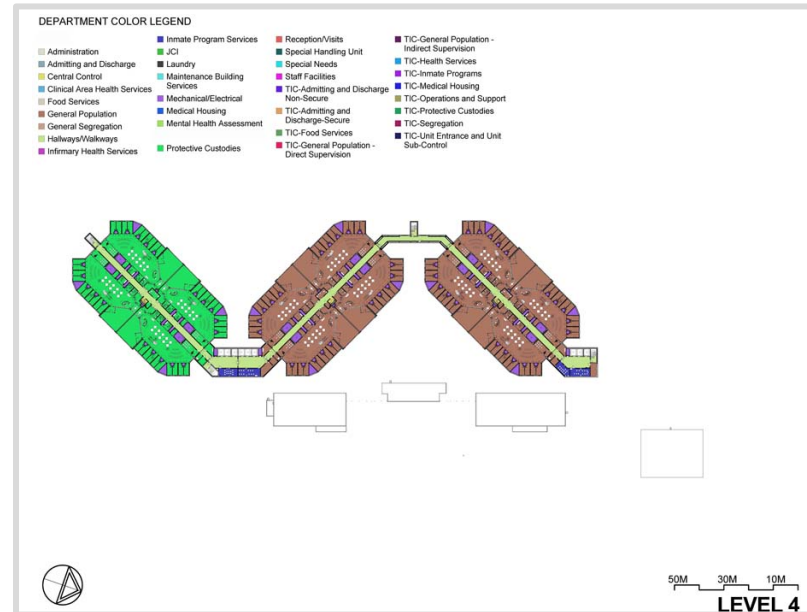 DEPARTMENT COLOR LEGEND
Administration
Admitting and Discharge
Central Control
Clinical Area Health Services
Food Services
General Population
General Segregation
Hallways/Walkways
Infirmary Health Services
Inmate Program Services
JCI
Laundry
Maintenance Building
Services
Mechanical/Electrical
Medical Housing
Mental Health Assessment
Protective Custodies
Reception/Visits
Special Handling Unit
Special Needs
Staff Facilities
TIC-Admitting and Discharge
Non-Secure
TIC-Admitting and
Discharge-Secure
TIC-Food Services
TIC-General Population -
Direct Supervision
TIC-General Population -
Indirect Supervision
TIC-Health Services
TIC-Inmate Programs
TIC-Medical Housing
TIC-Operations and Support
TIC-Protective Custodies
TIC-Segregation
TIC-Unit Entrance and Unit
Sub-Control
50M 30M 10M
LEVEL 4